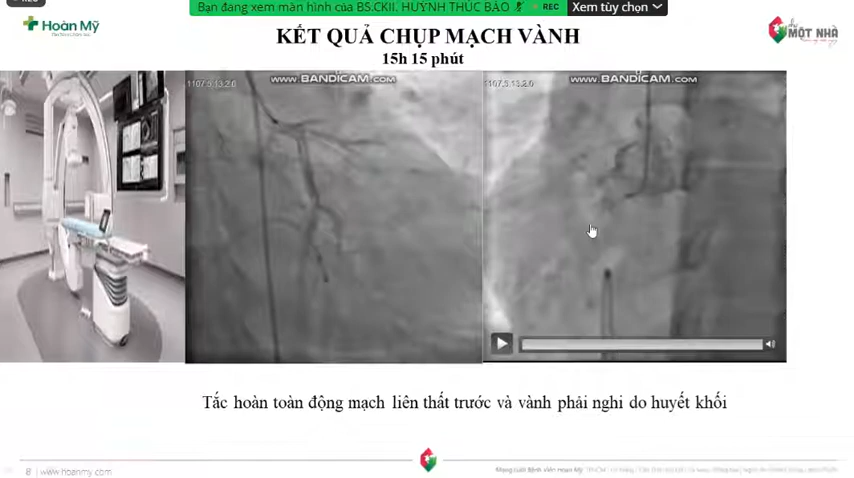 Bạn đang xem màn hình của BS.CKII. HUỲNH THÚC BẢO
REC
Xem tùy chọn
Hoàn Mỹ
MỘT NHÀ
KẾT QUẢ CHỤP MẠCH VÀNH
15h 15 phút
www.BANDICAM.com
www.BANDICAM.com
Tắc hoàn toàn động mạch liên thất trước và vành phải nghi do huyết khối
8 | www.hoanmy.com